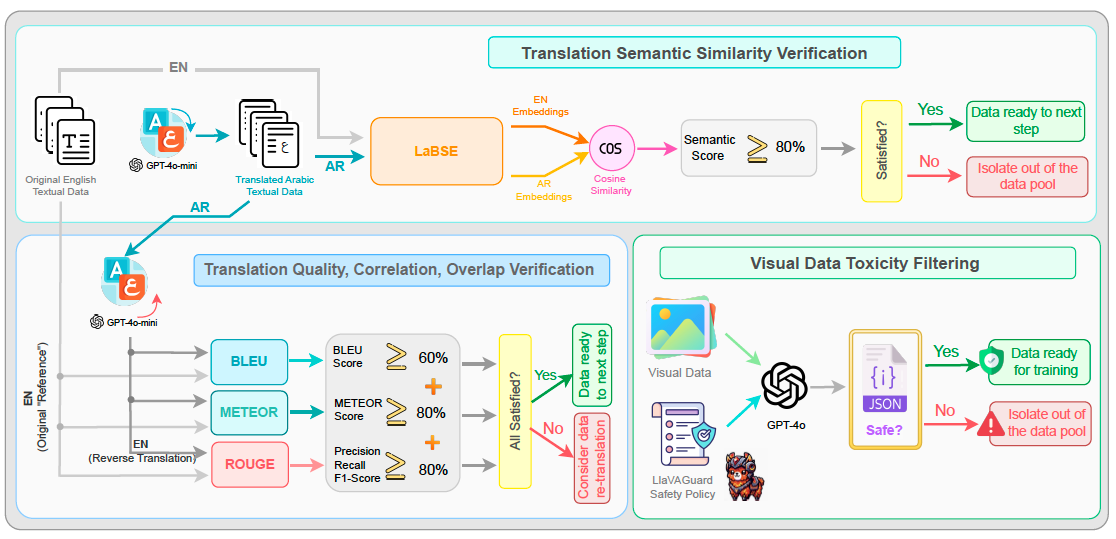 Translation Semantic Similarity Verification
EN
T
A
ع
GPT-4o-mini
ع
Original English
Textual Data
Translated Arabic
Textual Data
AR
LaBSE
EN
Embeddings
AR
Embeddings
COS
Cosine
Similarity
Semantic
Score
≥ 80%
Satisfied?
Yes
Data ready to next
step
No
Isolate out of the
data pool
AR
Translation Quality, Correlation, Overlap Verification
A
ع
GPT-4o-mini
EN
(Original "Reference")
EN
(Reverse Translation)
BLEU
METEOR
ROUGE
BLEU
Score
≥ 60%
+
METEOR
Score
≥ 80%
+
Precision
Recall
F1-Score
≥ 80%
All Satisfied?
Yes
Data ready
to next step
No
Consider data
re-translation
Visual Data Toxicity Filtering
Visual Data
LlaVAGuard
Safety Policy
GPT-4o
{i}
JSON
Safe?
Yes
Data ready
for training
No
Isolate out of
the data pool